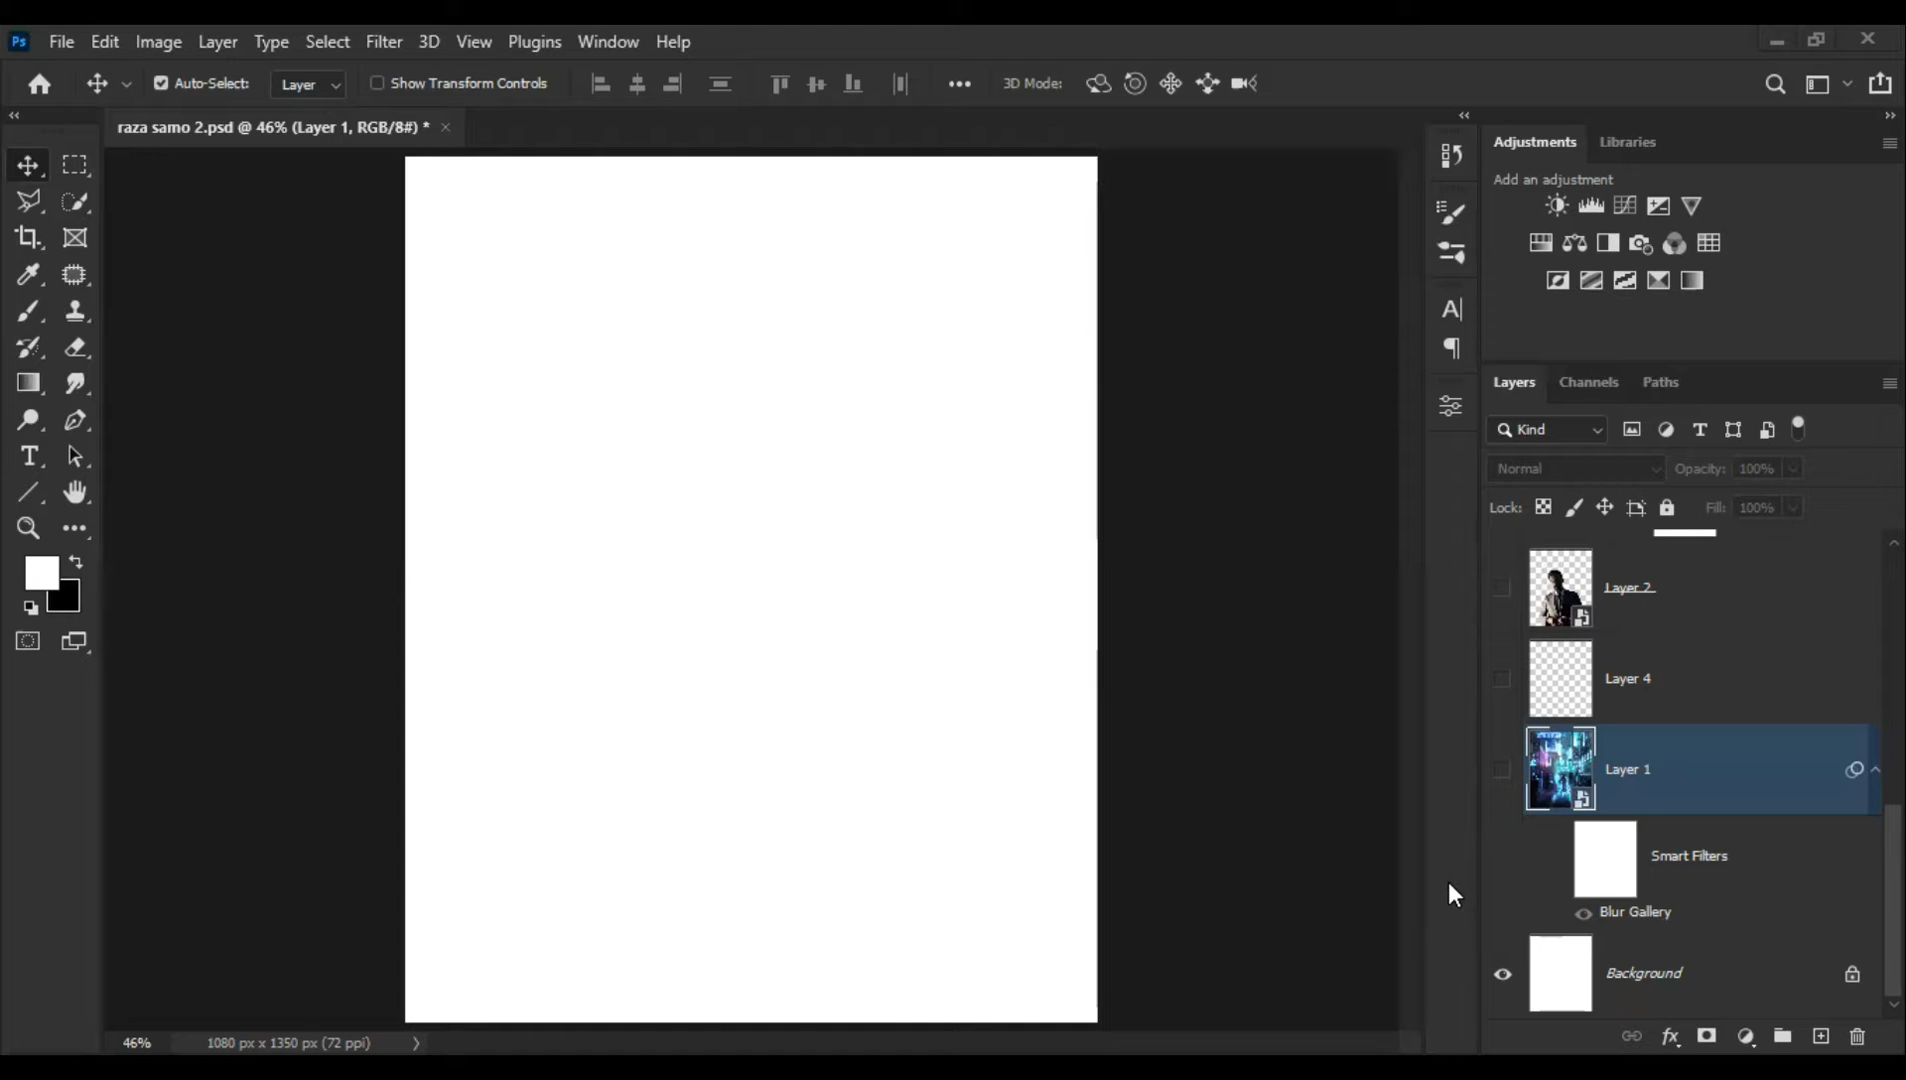 Ps File Edit Image Layer Type Select Filter 3D View Plugins Window Help
Auto-Select: Layer Show Transform Controls 3D Mode:
raza samo 2.psd @ 46% (Layer 1, RGB/8#) *
Adjustments Libraries
Add an adjustment
Layers Channels Paths
Kind
Normal Opacity: 100%
Lock: Fill: 100%
Layer 2
Layer 4
Layer 1
Smart Filters
Blur Gallery
Background
46% 1080 px x 1350 px (72 ppi)